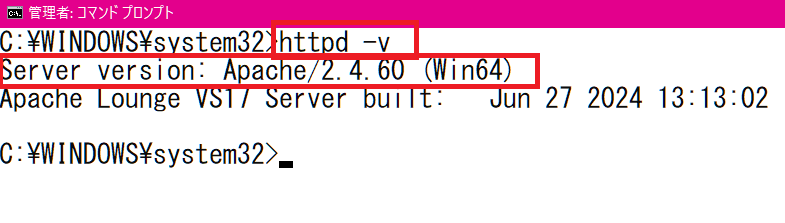 管理者: コマンド プロンプト
C:¥WINDOWS¥system32>httpd -v
Server version: Apache/2.4.60 (Win64)
Apache Lounge VS17 Server built:   Jun 27 2024 13:13:02
C:¥WINDOWS¥system32>